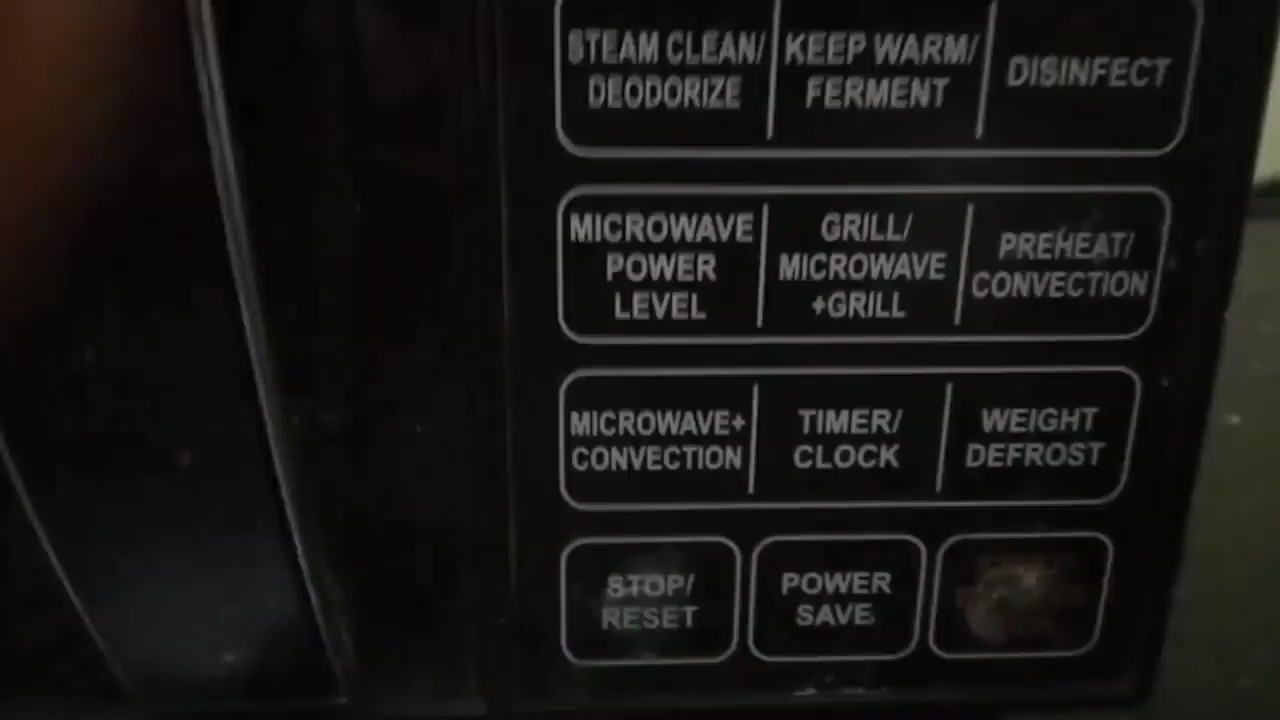 STEAM CLEAN/ KEEP WARM/ DISINFECT
DEODORIZE FERMENT
MICROWAVE GRILL/ PREHEAT/
POWER MICROWAVE CONVECTION
LEVEL +GRILL
MICROWAVE+ TIMER/ WEIGHT
CONVECTION CLOCK DEFROST
STOP/ POWER
RESET SAVE